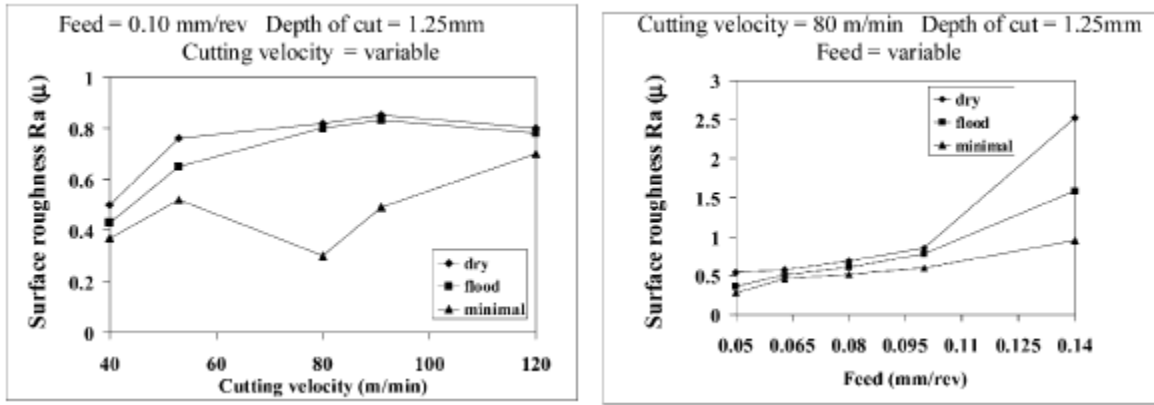 Feed = 0.10 mm/rev Depth of cut = 1.25mm
Cutting velocity = variable
Surface roughness Ra (μ)
1
0.8
0.6
0.4
0.2
0
dry
flood
minimal
40 60 80 100 120
Cutting velocity (m/min)
Cutting velocity = 80 m/min Depth of cut = 1.25mm
Feed = variable
Surface roughness Ra (μ)
3
2.5
2
1.5
1
0.5
0
dry
flood
minimal
0.05 0.065 0.08 0.095 0.11 0.125 0.14
Feed (mm/rev)